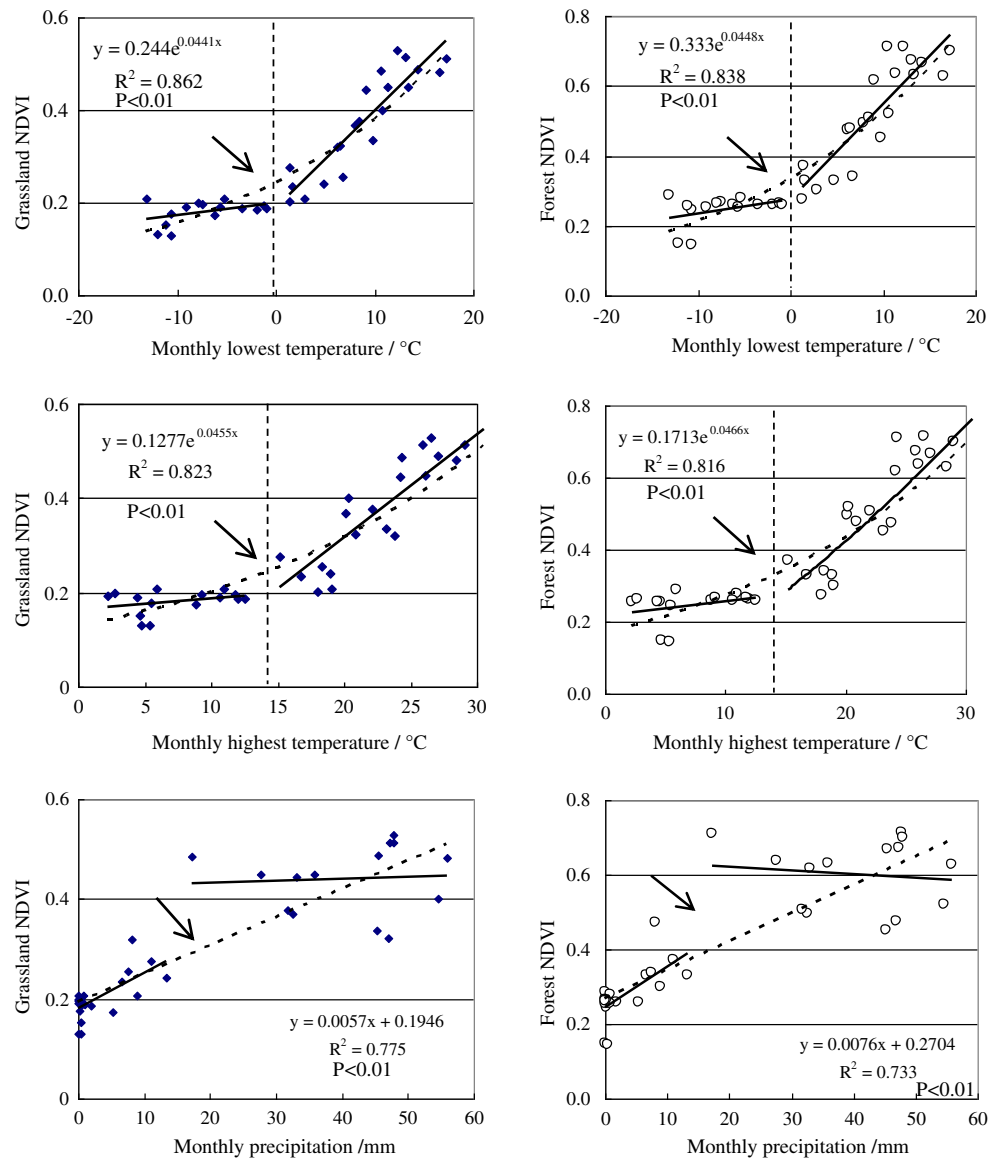 0.6
0.4
0.2
0.0
Grassland NDVI
y = 0.244e^0.0441x
R² = 0.862
P<0.01
-20 -10 0 10 20
Monthly lowest temperature / °C
0.8
0.6
0.4
0.2
0.0
Forest NDVI
y = 0.333e^0.0448x
R² = 0.838
P<0.01
-20 -10 0 10 20
Monthly lowest temperature / °C
0.6
0.4
0.2
0
Grassland NDVI
y = 0.1277e^0.0455x
R² = 0.823
P<0.01
0 5 10 15 20 25 30
Monthly highest temperature / °C
0.8
0.6
0.4
0.2
0.0
Forest NDVI
y = 0.1713e^0.0466x
R² = 0.816
P<0.01
0 10 20 30
Monthly highest temperature / °C
0.6
0.4
0.2
0
Grassland NDVI
y = 0.0057x + 0.1946
R² = 0.775
P<0.01
0 10 20 30 40 50 60
Monthly precipitation /mm
0.8
0.6
0.4
0.2
0
Forest NDVI
y = 0.0076x + 0.2704
R² = 0.733
P<0.01
0 10 20 30 40 50 60
Monthly precipitation /mm